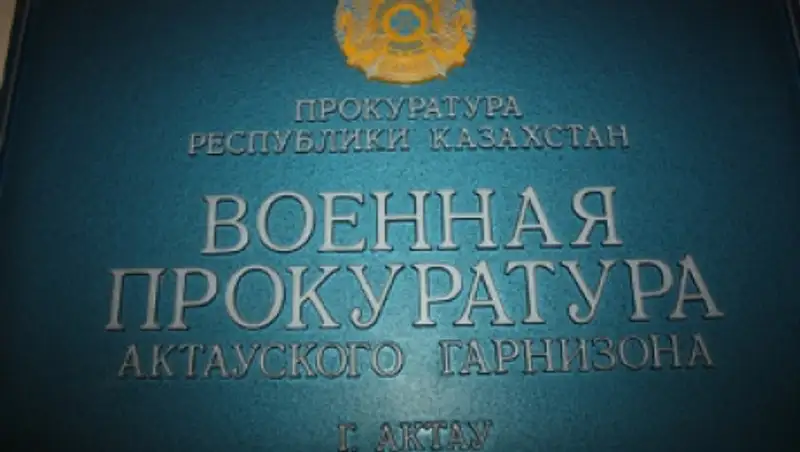 ПРОКУРАТУРА
РЕСПУБЛИКИ КАЗАХСТАН
ВОЕННАЯ
ПРОКУРАТУРА
АКТАУСКОГО ГАРНИЗОНА
Г. АКТАУ